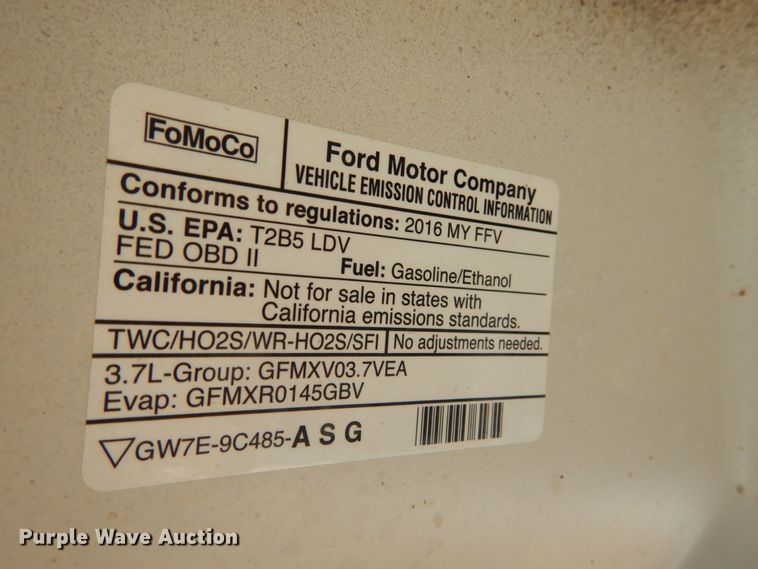 FoMoCo
Ford Motor Company
VEHICLE EMISSION CONTROL INFORMATION
Conforms to regulations: 2016 MY FFV
U.S. EPA: T2B5 LDV
FED OBD II
Fuel: Gasoline/Ethanol
California: Not for sale in states with
California emissions standards.
TWC/HO2S/WR-HO2S/SFI
No adjustments needed.
3.7L-Group: GFMXV03.7VEA
Evap: GFMXR0145GBV
GW7E-9C485-A S G
Purple Wave Auction